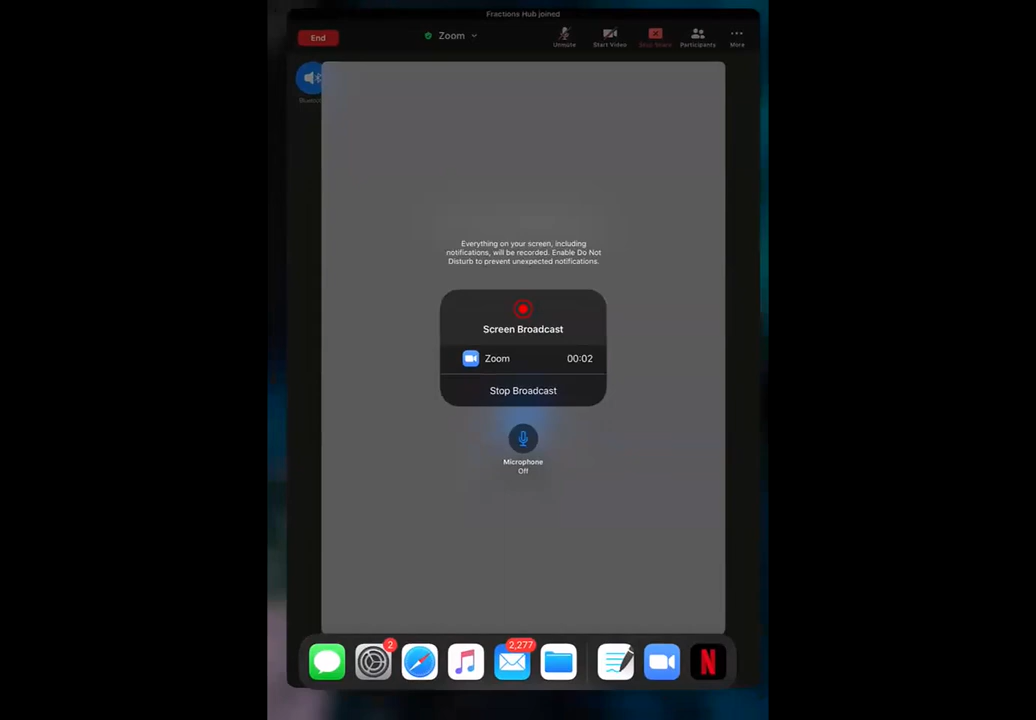 Fractions Hub joined
End
Zoom
Unmute
Start Video
Stop Share
Participants
More
Everything on your screen, including
notifications, will be recorded. Enable Do Not
Disturb to prevent unexpected notifications.
Screen Broadcast
Zoom 00:02
Stop Broadcast
Microphone
Off
2
2,277
N